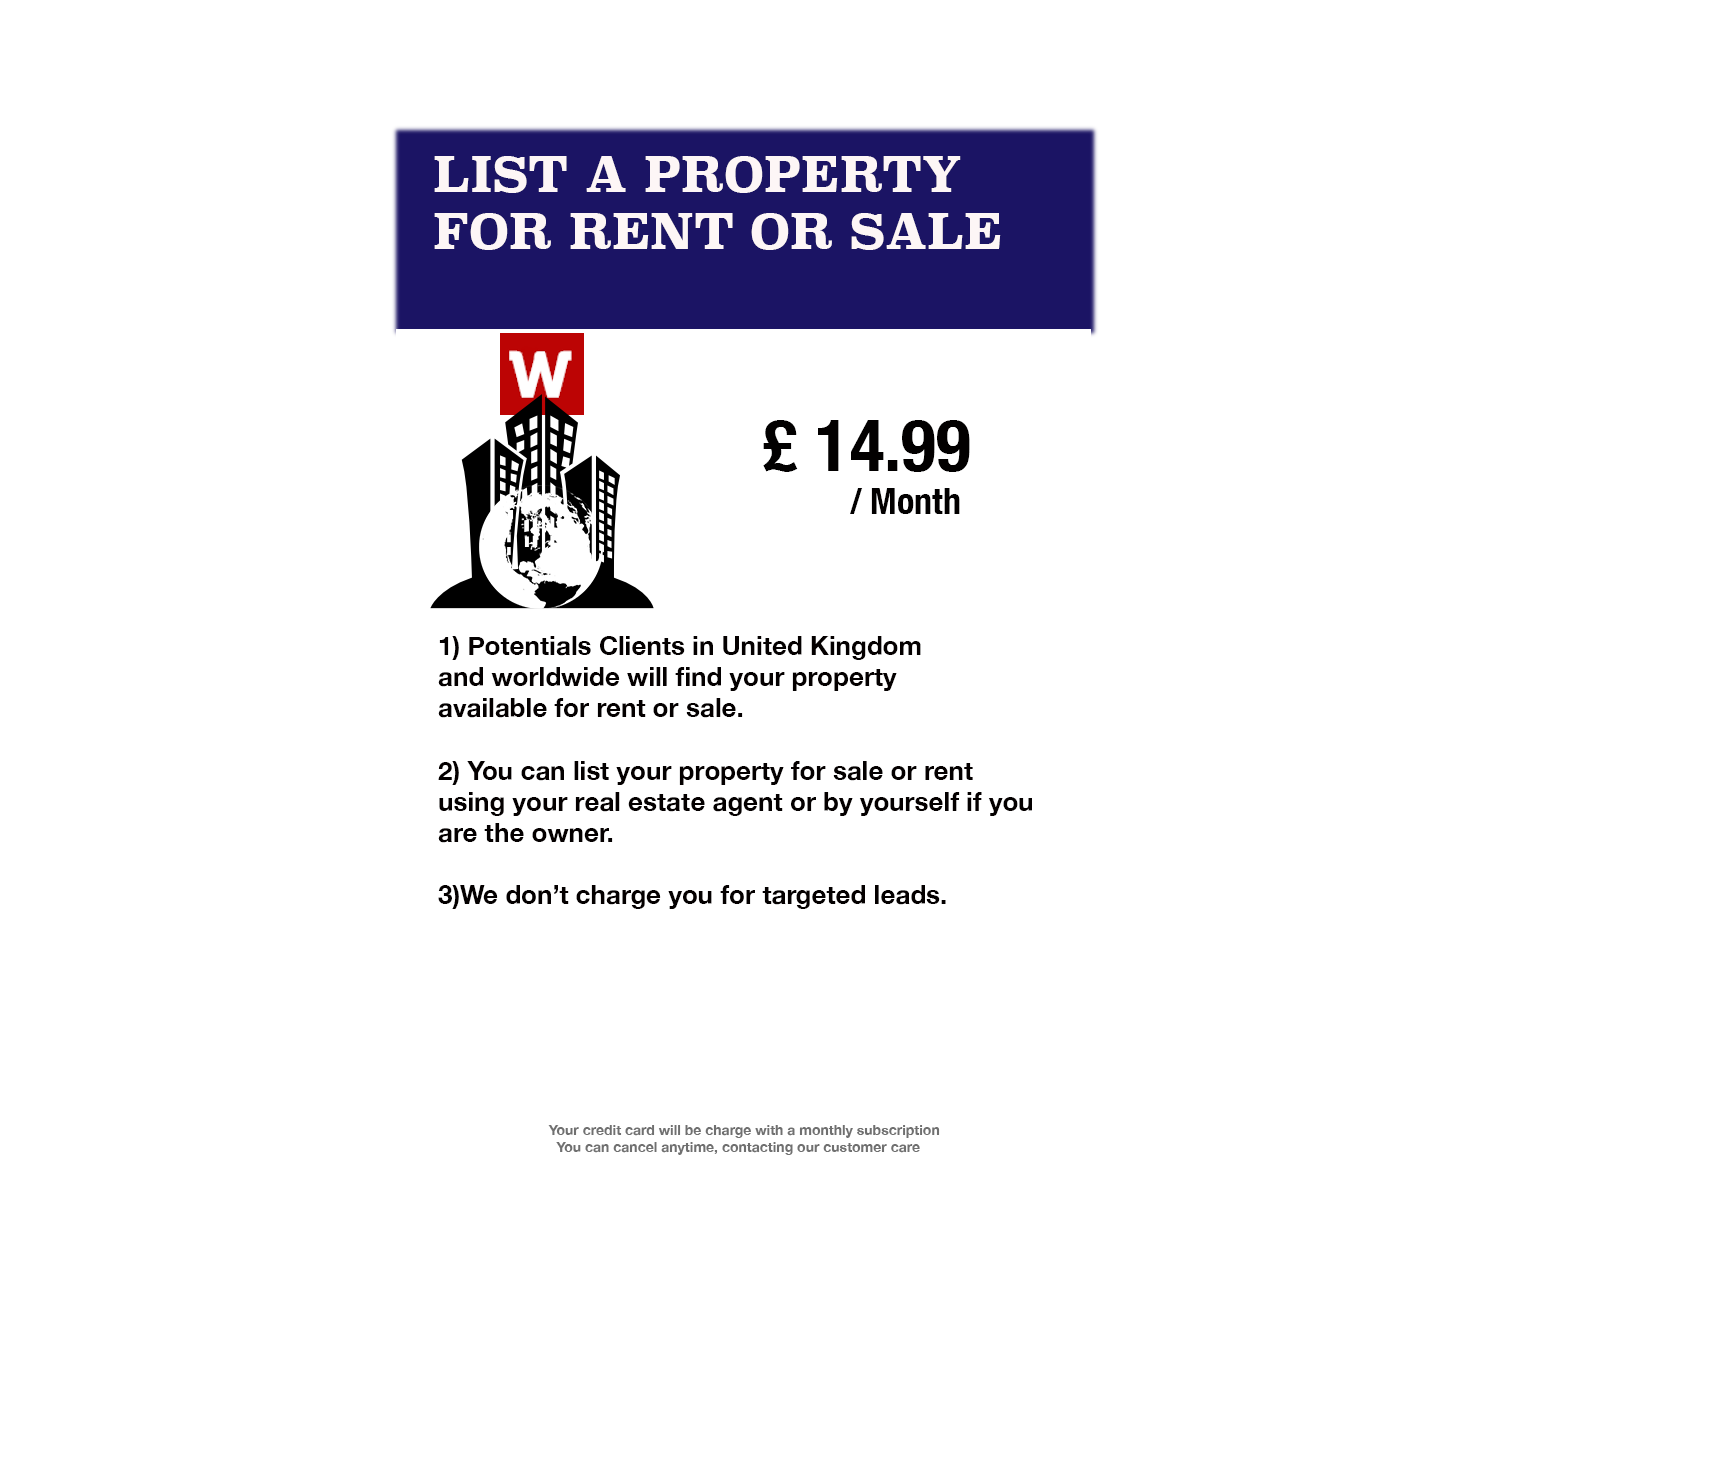 LIST A PROPERTY
FOR RENT OR SALE
W
£ 14.99
/ Month
1) Potentials Clients in United Kingdom
and worldwide will find your property
available for rent or sale.
2) You can list your property for sale or rent
using your real estate agent or by yourself if you
are the owner.
3)We don’t charge you for targeted leads.
Your credit card will be charge with a monthly subscription
You can cancel anytime, contacting our customer care